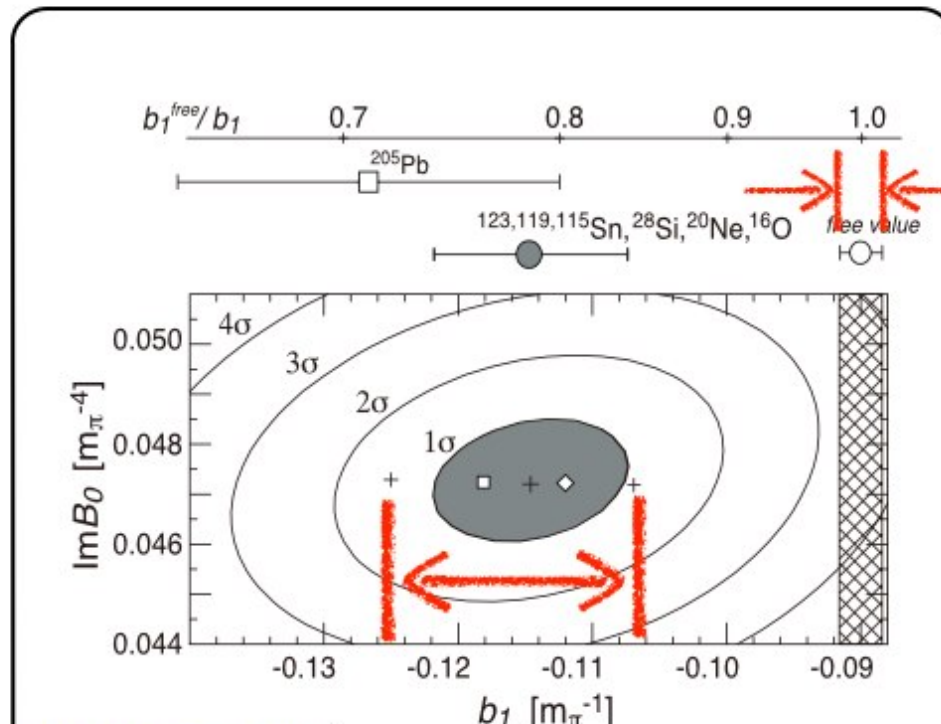 b₁ᶠʳᵉᵉ/b₁ 0.7 0.8 0.9 1.0
²⁰⁵Pb
¹²³,¹¹⁹,¹¹⁵Sn,²⁸Si,²⁰Ne,¹⁶O
free value
4σ
3σ
2σ
1σ
0.050
0.048
0.046
0.044
ImB₀ [mπ⁻⁴]
-0.13 -0.12 -0.11 -0.10 -0.09
b₁ [mπ⁻¹]